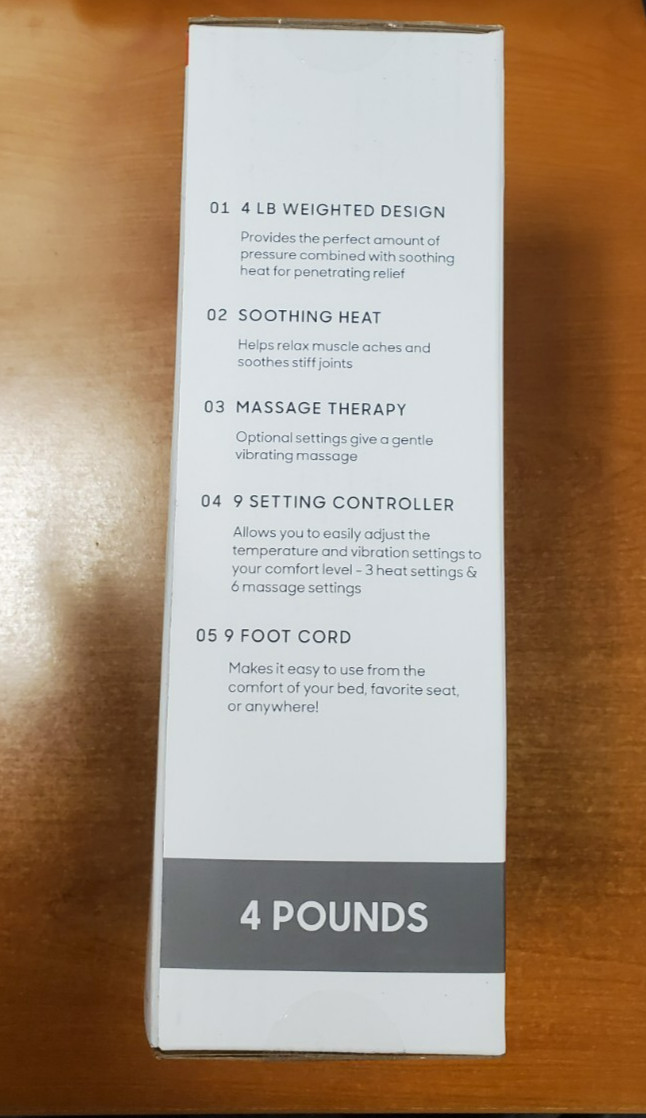 01 4 LB WEIGHTED DESIGN
Provides the perfect amount of
pressure combined with soothing
heat for penetrating relief
02 SOOTHING HEAT
Helps relax muscle aches and
soothes stiff joints
03 MASSAGE THERAPY
Optional settings give a gentle
vibrating massage
04 9 SETTING CONTROLLER
Allows you to easily adjust the
temperature and vibration settings to
your comfort level - 3 heat settings &
6 massage settings
05 9 FOOT CORD
Makes it easy to use from the
comfort of your bed, favorite seat,
or anywhere!
4 POUNDS